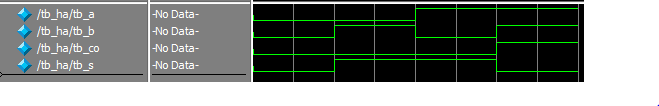 /tb_ha/tb_a -No Data-
/tb_ha/tb_b -No Data-
/tb_ha/tb_co -No Data-
/tb_ha/tb_s -No Data-